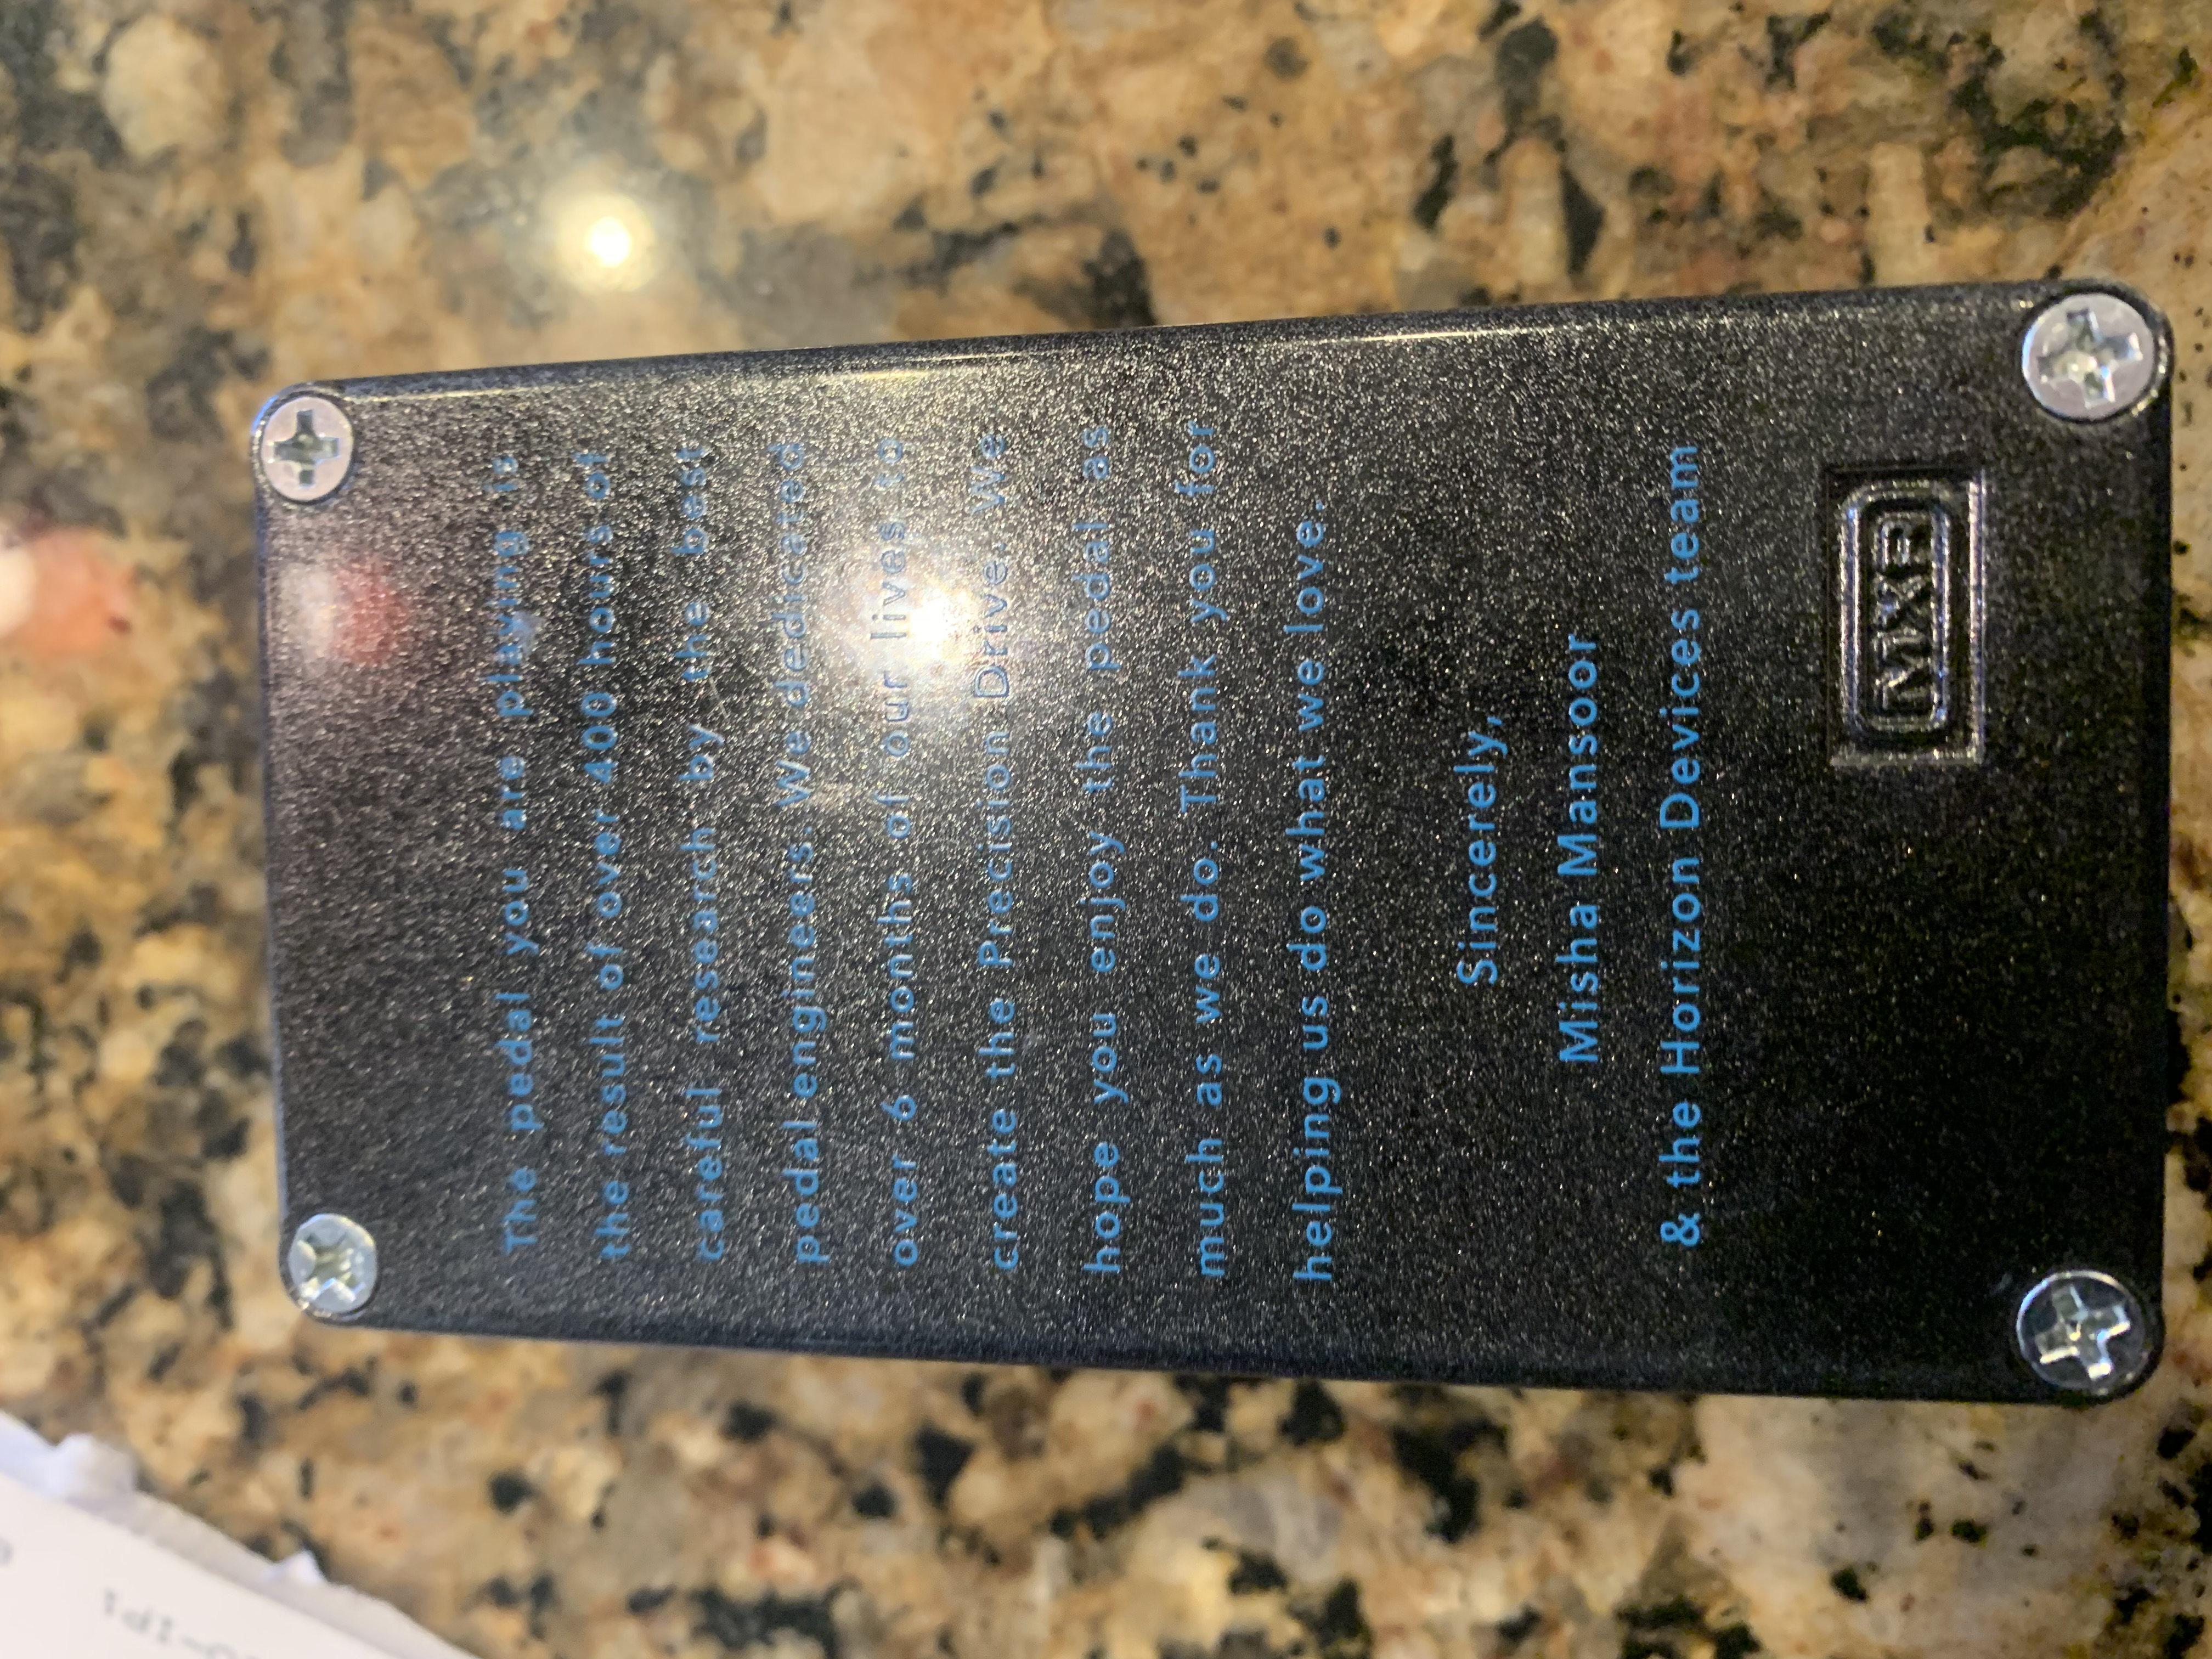 The pedal you are playing is
the result of over 400 hours of
careful research by the best
pedal engineers. We dedicated
over 6 months of our lives to
create the Precision Drive. We
hope you enjoy the pedal as
much as we do. Thank you for
helping us do what we love.
Sincerely,
Misha Mansoor
& the Horizon Devices team
MXR